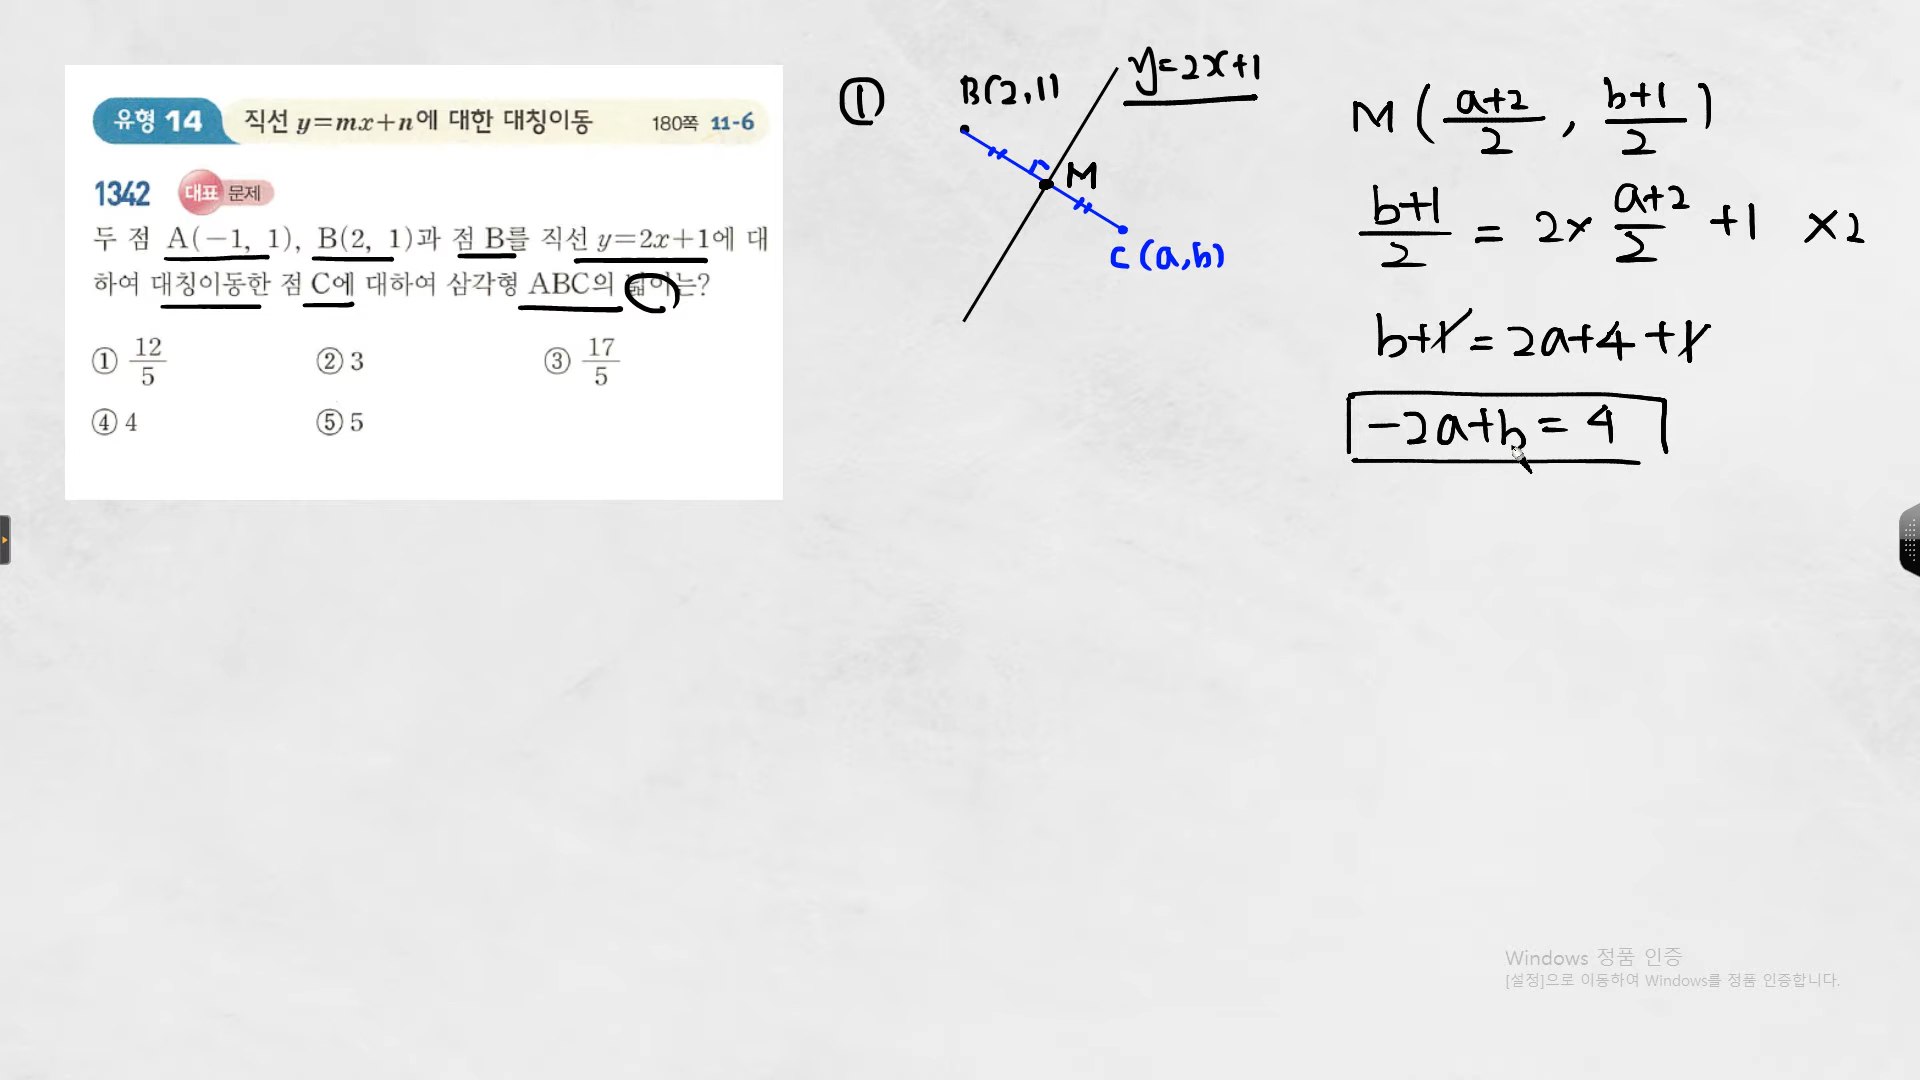 유형 14 직선 y=mx+n에 대한 대칭이동 180쪽 11-6
1342 대표 문제
두 점 A(−1, 1), B(2, 1)과 점 B를 직선 y=2x+1에 대
하여 대칭이동한 점 C에 대하여 삼각형 ABC의 넓이는?
① 12/5 ② 3 ③ 17/5
④ 4 ⑤ 5
①
B(2,1)
y=2x+1
M
C(a,b)
M(a+2/2, b+1/2)
b+1/2 = 2× a+2/2 +1 ×2
b+1=2a+4+1
-2a+b=4
Windows 정품 인증
[설정]으로 이동하여 Windows를 정품 인증합니다.